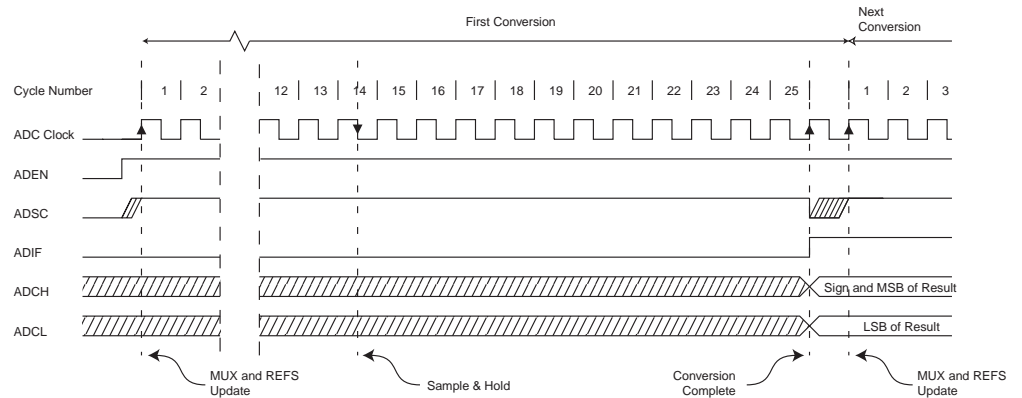 First Conversion
Next
Conversion
Cycle Number 1 2 12 13 14 15 16 17 18 19 20 21 22 23 24 25 1 2 3
ADC Clock
ADEN
ADSC
ADIF
ADCH
Sign and MSB of Result
ADCL
LSB of Result
MUX and REFS
Update
Sample & Hold
Conversion
Complete
MUX and REFS
Update